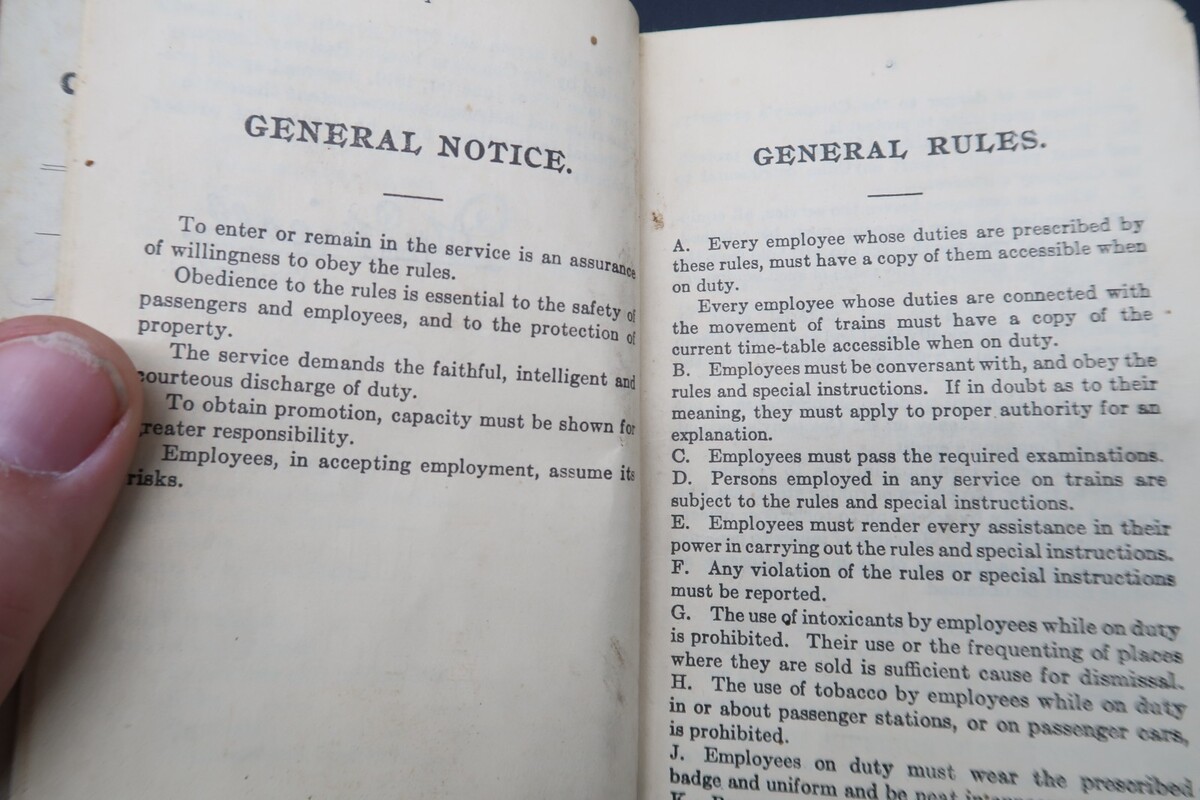 GENERAL NOTICE.
To enter or remain in the service is an assurance
of willingness to obey the rules.
Obedience to the rules is essential to the safety of
passengers and employees, and to the protection of
property.
The service demands the faithful, intelligent and
courteous discharge of duty.
To obtain promotion, capacity must be shown for
greater responsibility.
Employees, in accepting employment, assume its
risks.
GENERAL RULES.
A. Every employee whose duties are prescribed by
these rules, must have a copy of them accessible when
on duty.
Every employee whose duties are connected with
the movement of trains must have a copy of the
current time-table accessible when on duty.
B. Employees must be conversant with, and obey the
rules and special instructions. If in doubt as to their
meaning, they must apply to proper authority for an
explanation.
C. Employees must pass the required examinations.
D. Persons employed in any service on trains are
subject to the rules and special instructions.
E. Employees must render every assistance in their
power in carrying out the rules and special instructions.
F. Any violation of the rules or special instructions
must be reported.
G. The use of intoxicants by employees while on duty
is prohibited. Their use or the frequenting of places
where they are sold is sufficient cause for dismissal.
H. The use of tobacco by employees while on duty
in or about passenger stations, or on passenger cars,
is prohibited.
J. Employees on duty must wear the prescribed
badge and uniform and be neat